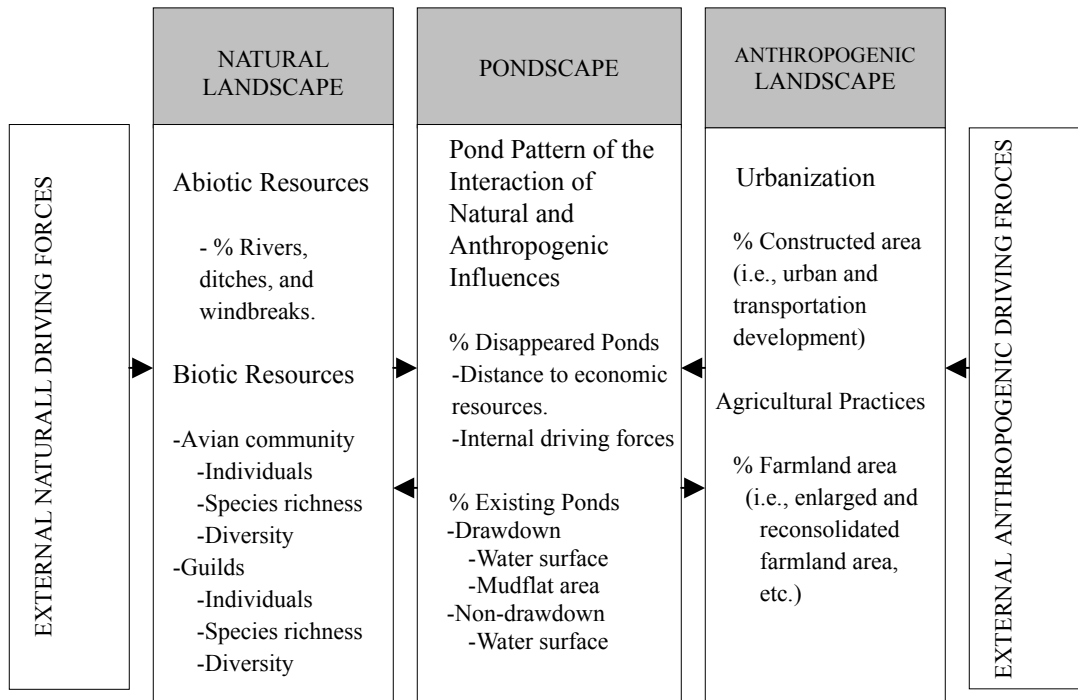 EXTERNAL NATURALL DRIVING FORCES
NATURAL
LANDSCAPE
Abiotic Resources
- % Rivers,
ditches, and
windbreaks.
Biotic Resources
-Avian community
-Individuals
-Species richness
-Diversity
-Guilds
-Individuals
-Species richness
-Diversity
PONDSCAPE
Pond Pattern of the
Interaction of
Natural and
Anthropogenic
Influences
% Disappeared Ponds
-Distance to economic
resources.
-Internal driving forces
% Existing Ponds
-Drawdown
-Water surface
-Mudflat area
-Non-drawdown
-Water surface
ANTHROPOGENIC
LANDSCAPE
Urbanization
% Constructed area
(i.e., urban and
transportation
development)
Agricultural Practices
% Farmland area
(i.e., enlarged and
reconsolidated
farmland area,
etc.)
EXTERNAL ANTHROPOGENIC DRIVING FROCES